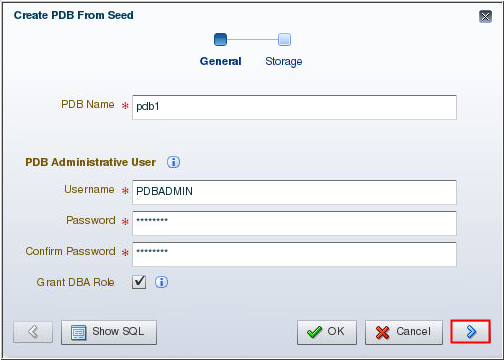 Create PDB From Seed
General Storage
PDB Name * pdb1
PDB Administrative User i
Username * PDBADMIN
Password * ********
Confirm Password * ********
Grant DBA Role i
Show SQL OK Cancel